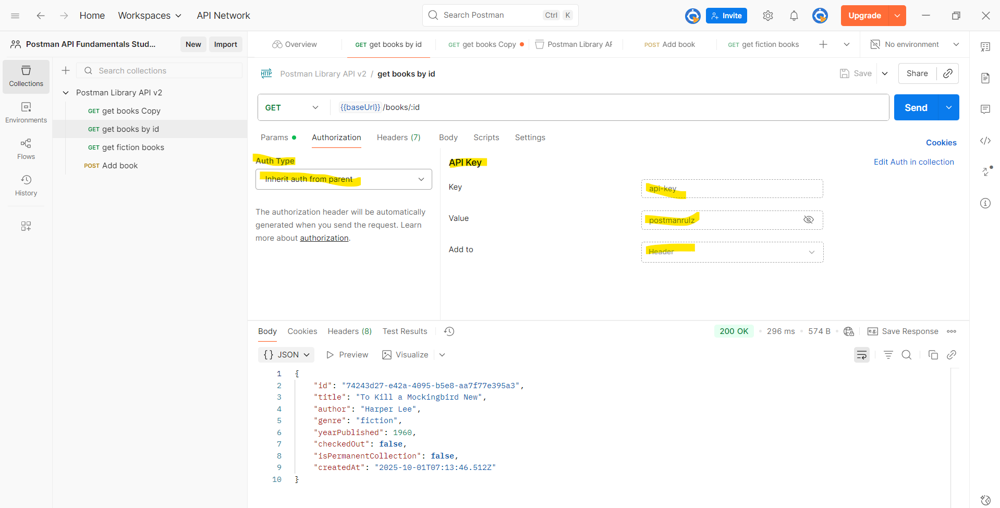 Home Workspaces API Network Search Postman Ctrl K Invite Upgrade
Postman API Fundamentals Stud... New Import
Overview GET get books by id GET get books Copy Postman Library AP POST Add book GET get fiction books No environment
Collections
Environments
Flows
History
Search collections
Postman Library API v2
GET get books Copy
GET get books by id
GET get fiction books
POST Add book
HTTP Postman Library API v2 / get books by id Save Share
GET {{baseUrl}}/books/:id Send
Params Authorization Headers (7) Body Scripts Settings Cookies
Auth Type
Inherit auth from parent
The authorization header will be automatically
generated when you send the request. Learn
more about authorization.
API Key Edit Auth in collection
Key api-key
Value postmanrulz
Add to Header
Body Cookies Headers (8) Test Results 200 OK 296 ms 574 B e.g. Save Response
{} JSON Preview Visualize
1 {
2 "id": "74243d27-e42a-4095-b5e8-aa7f77e395a3",
3 "title": "To Kill a Mockingbird New",
4 "author": "Harper Lee",
5 "genre": "fiction",
6 "yearPublished": 1960,
7 "checkedOut": false,
8 "isPermanentCollection": false,
9 "createdAt": "2025-10-01T07:13:46.512Z"
10 }